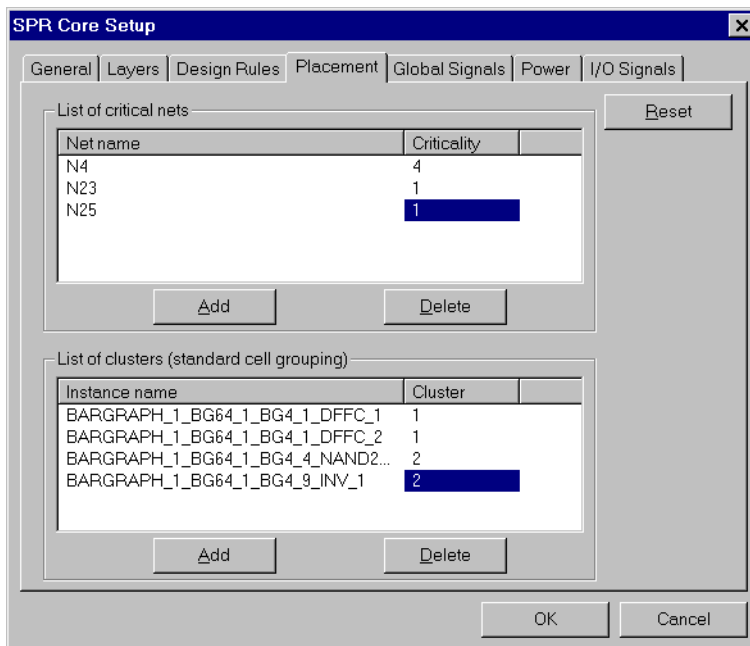 SPR Core Setup
General Layers Design Rules Placement Global Signals Power I/O Signals
List of critical nets
Reset
Net name Criticality
N4 4
N23 1
N25 1
Add Delete
List of clusters (standard cell grouping)
Instance name Cluster
BARGRAPH_1_BG64_1_BG4_1_DFFC_1 1
BARGRAPH_1_BG64_1_BG4_1_DFFC_2 1
BARGRAPH_1_BG64_1_BG4_4_NAND2... 2
BARGRAPH_1_BG64_1_BG4_9_INV_1 2
Add Delete
OK Cancel